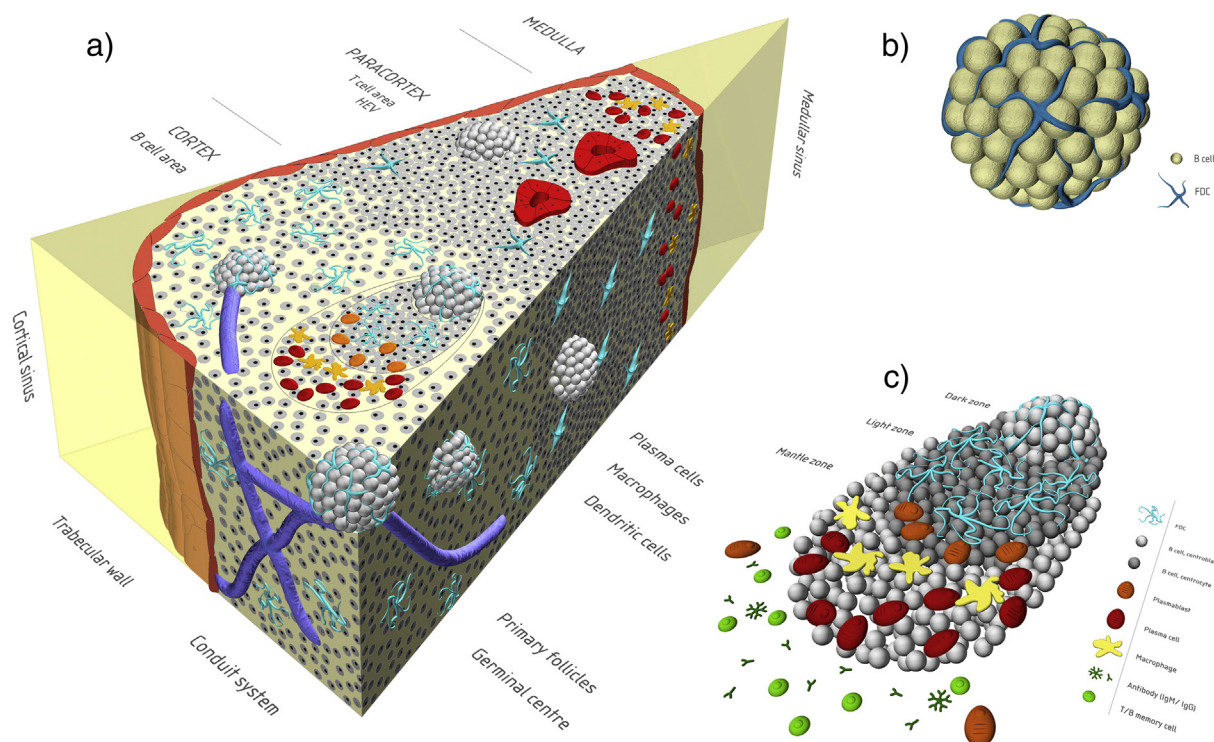 a)
MEDULLA
PARACORTEX
T cell area
HEV
CORTEX
B cell area
Medullar sinus
Cortical sinus
Trabecular wall
Conduit system
Plasma cells
Macrophages
Dendritic cells
Primary follicles
Germinal centre
b)
B cell
FDC
c)
Dark zone
Light zone
Mantle zone
FDC
B cell, centrobla
B cell, centrocyte
Plasmablast
Plasma cell
Macrophage
Antibody (IgM/ IgG)
T/B memory cell